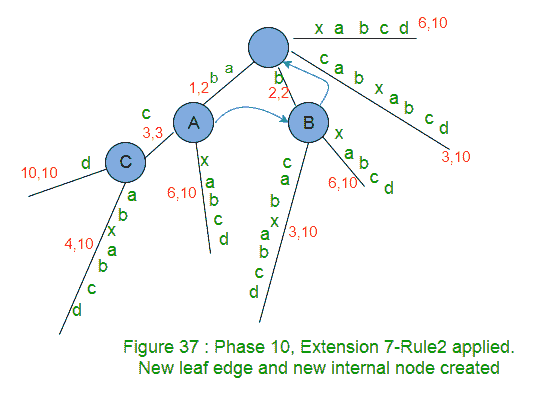 x a b c d 6,10
c a b x a b c d
3,10
b a
1,2
b
2,2
A
B
c
3,3
C
d
10,10
a b x a b c d
4,10
x a b c d
6,10
c a b x a b c d
3,10
x a b c d
6,10
Figure 37 : Phase 10, Extension 7-Rule2 applied.
New leaf edge and new internal node created